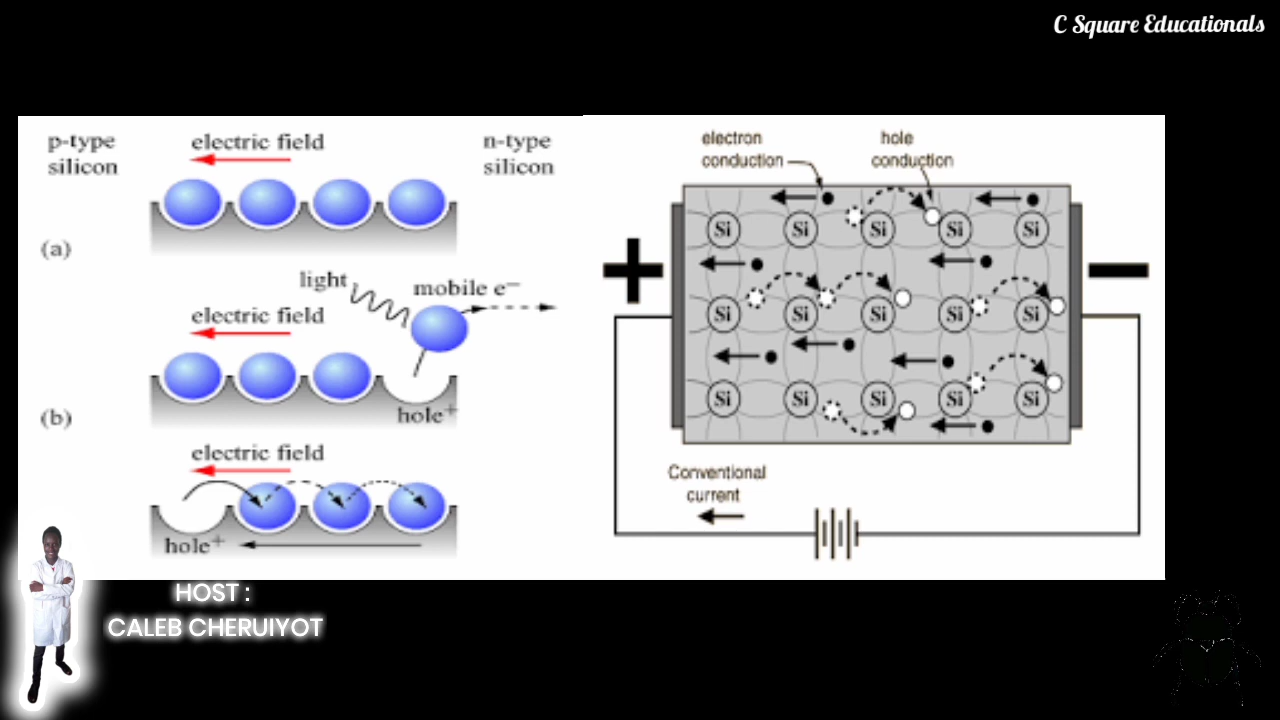 C Square Educationals
p-type
silicon
electric field
n-type
silicon
(a)
light
mobile e−
electric field
hole+
(b)
electric field
hole+
electron
conduction
hole
conduction
Si Si Si Si Si
+
−
Si Si Si Si Si
Si Si Si Si Si
Conventional
current
HOST :
CALEB CHERUIYOT